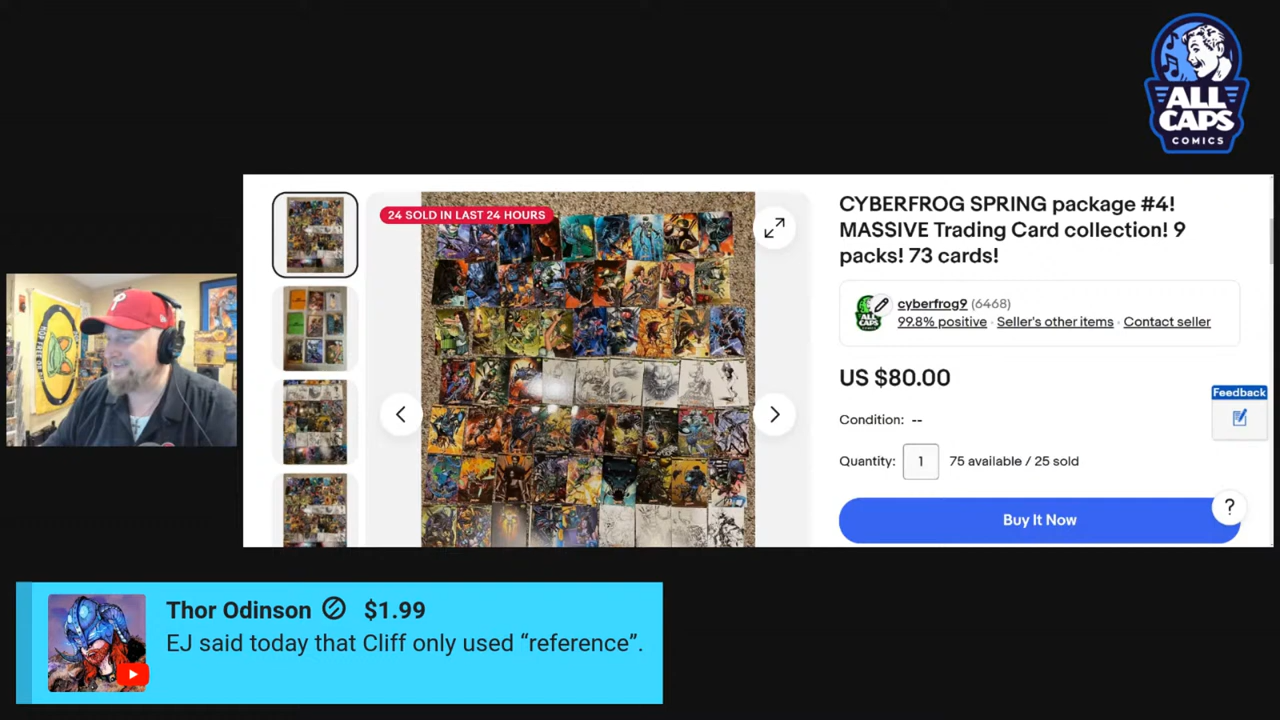 ALL
CAPS
COMICS
24 SOLD IN LAST 24 HOURS
CYBERFROG SPRING package #4!
MASSIVE Trading Card collection! 9
packs! 73 cards!
ALL
CAPS
cyberfrog9 (6468)
99.8% positive · Seller's other items · Contact seller
US $80.00
Feedback
Condition: --
Quantity: 1 75 available / 25 sold
?
Buy It Now
Thor Odinson $1.99
EJ said today that Cliff only used “reference”.